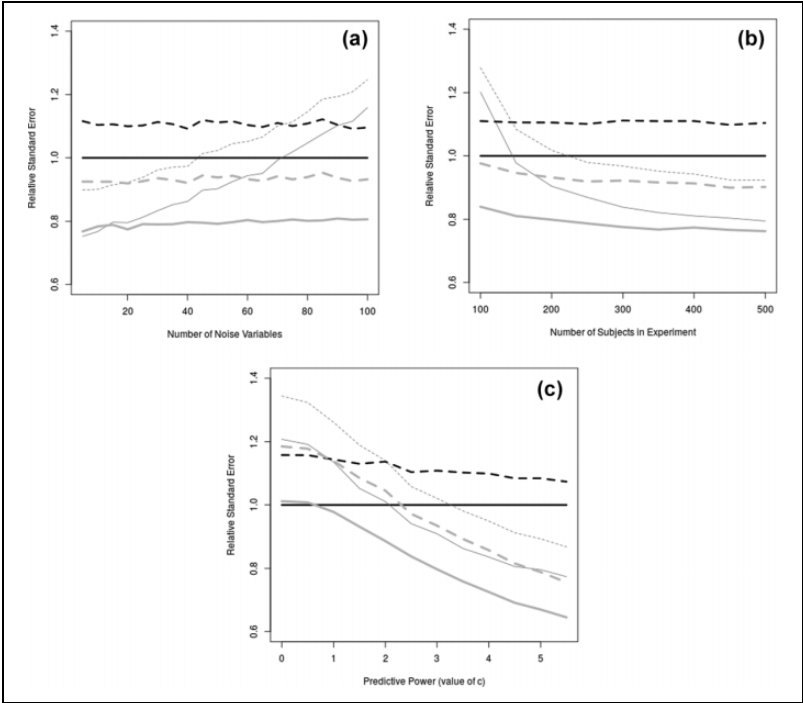 (a)
Relative Standard Error
1.4
1.2
1.0
0.8
0.6
20 40 60 80 100
Number of Noise Variables
(b)
Relative Standard Error
1.4
1.2
1.0
0.8
0.6
100 200 300 400 500
Number of Subjects in Experiment
(c)
Relative Standard Error
1.4
1.2
1.0
0.8
0.6
0 1 2 3 4 5
Predictive Power (value of c)